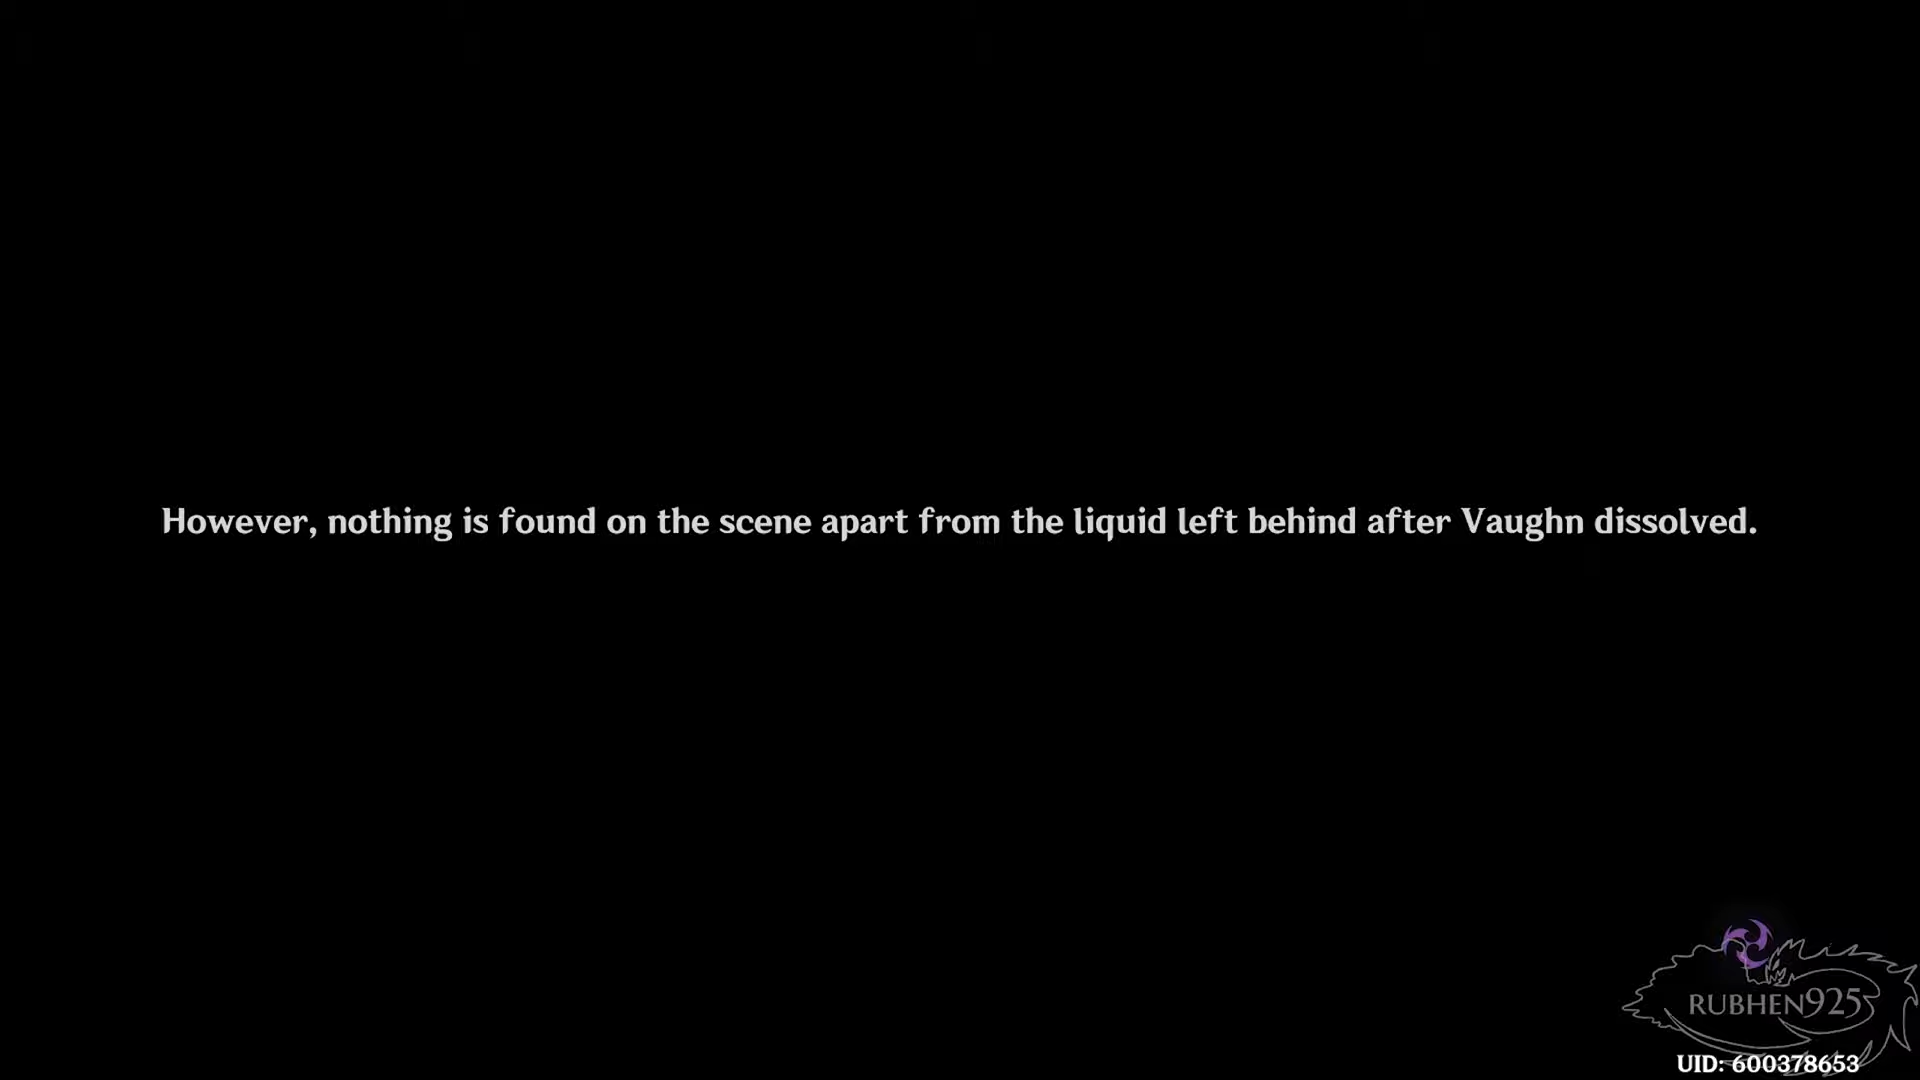 However, nothing is found on the scene apart from the liquid left behind after Vaughn dissolved.
RUBHEN925
UID: 600378653